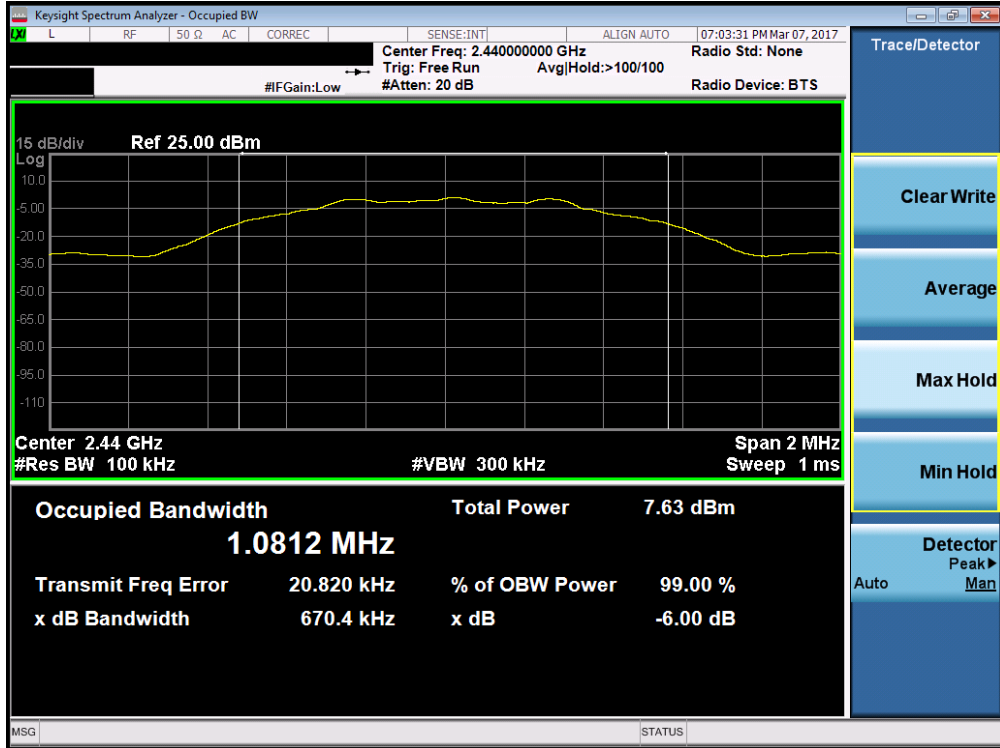 Keysight Spectrum Analyzer - Occupied BW
LXI L RF 50 Ω AC CORREC SENSE:INT ALIGN AUTO 07:03:31 PM Mar 07, 2017
Center Freq: 2.440000000 GHz Radio Std: None
Trig: Free Run Avg|Hold:>100/100
#IFGain:Low #Atten: 20 dB Radio Device: BTS
15 dB/div Ref 25.00 dBm
Log
10.0
-5.00
-20.0
-35.0
-50.0
-65.0
-80.0
-95.0
-110
Center 2.44 GHz Span 2 MHz
#Res BW 100 kHz #VBW 300 kHz Sweep 1 ms
Occupied Bandwidth Total Power 7.63 dBm
1.0812 MHz
Transmit Freq Error 20.820 kHz % of OBW Power 99.00 %
x dB Bandwidth 670.4 kHz x dB -6.00 dB
MSG STATUS
Trace/Detector
Clear Write
Average
Max Hold
Min Hold
Detector
Peak▶
Auto Man